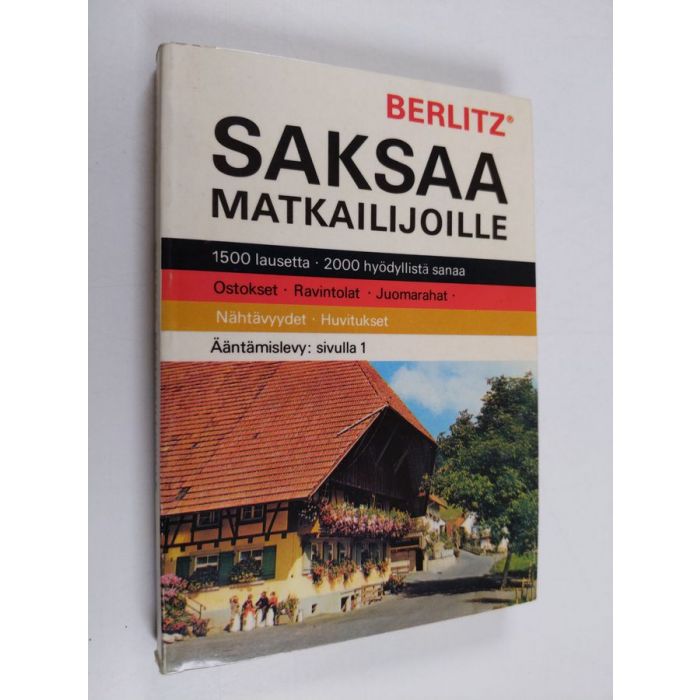 BERLITZ®
SAKSAA
MATKAILIJOILLE
1500 lausetta · 2000 hyödyllistä sanaa
Ostokset · Ravintolat · Juomarahat ·
Nähtävyydet · Huvitukset
Ääntämislevy: sivulla 1